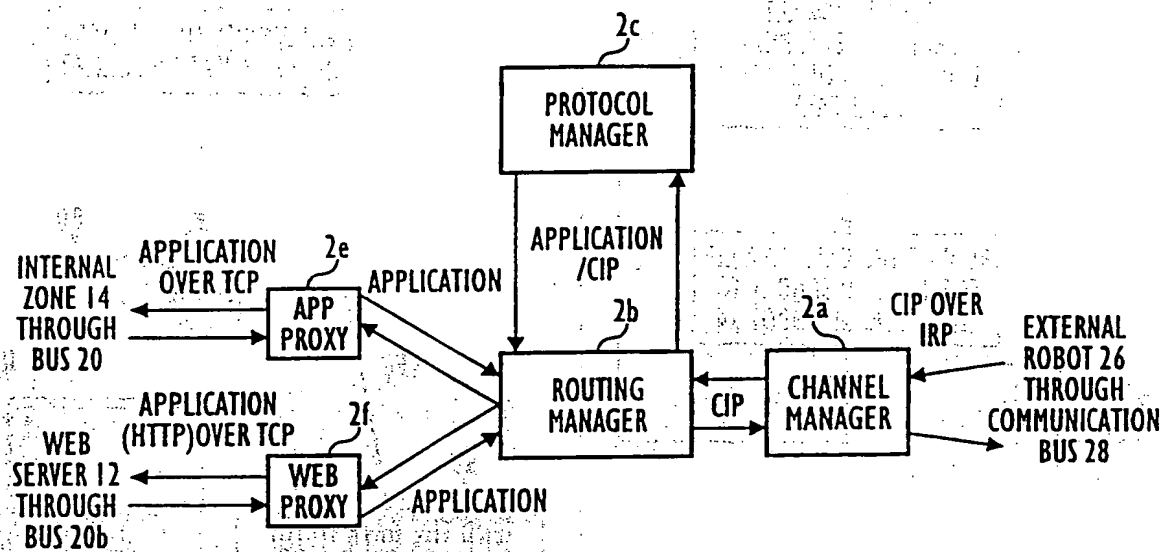 2c
PROTOCOL
MANAGER
APPLICATION
/CIP
INTERNAL
ZONE 14
THROUGH
BUS 20
APPLICATION
OVER TCP
2e
APP
PROXY
APPLICATION
2b
ROUTING
MANAGER
CIP
2a
CHANNEL
MANAGER
CIP OVER
IRP
EXTERNAL
ROBOT 26
THROUGH
COMMUNICATION
BUS 28
WEB
SERVER 12
THROUGH
BUS 20b
APPLICATION
(HTTP)OVER TCP
2f
WEB
PROXY
APPLICATION